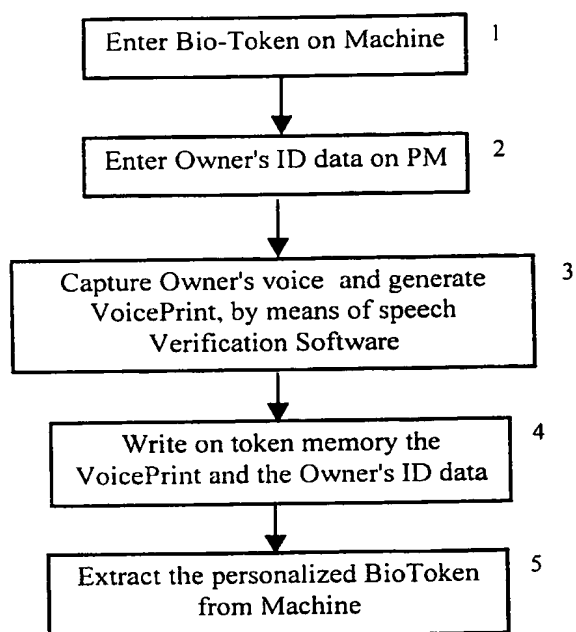 Enter Bio-Token on Machine 1
Enter Owner's ID data on PM 2
Capture Owner's voice and generate 3
VoicePrint, by means of speech
Verification Software
Write on token memory the 4
VoicePrint and the Owner's ID data
Extract the personalized BioToken 5
from Machine